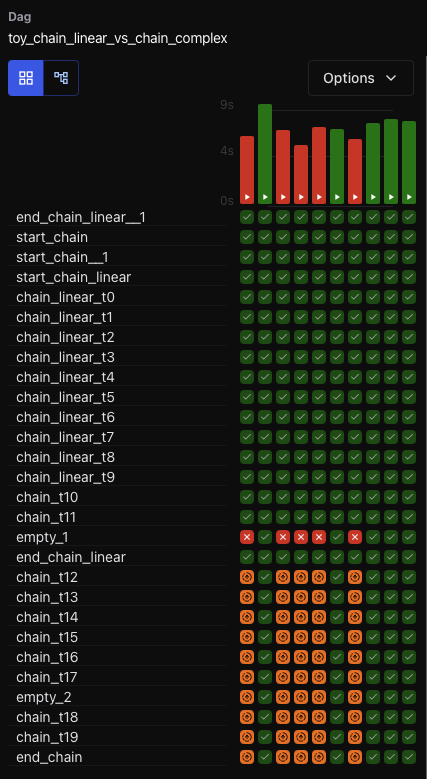 Dag
toy_chain_linear_vs_chain_complex
Options
9s
4s
0s
end_chain_linear__1
start_chain
start_chain__1
start_chain_linear
chain_linear_t0
chain_linear_t1
chain_linear_t2
chain_linear_t3
chain_linear_t4
chain_linear_t5
chain_linear_t6
chain_linear_t7
chain_linear_t8
chain_linear_t9
chain_t10
chain_t11
empty_1
end_chain_linear
chain_t12
chain_t13
chain_t14
chain_t15
chain_t16
chain_t17
empty_2
chain_t18
chain_t19
end_chain